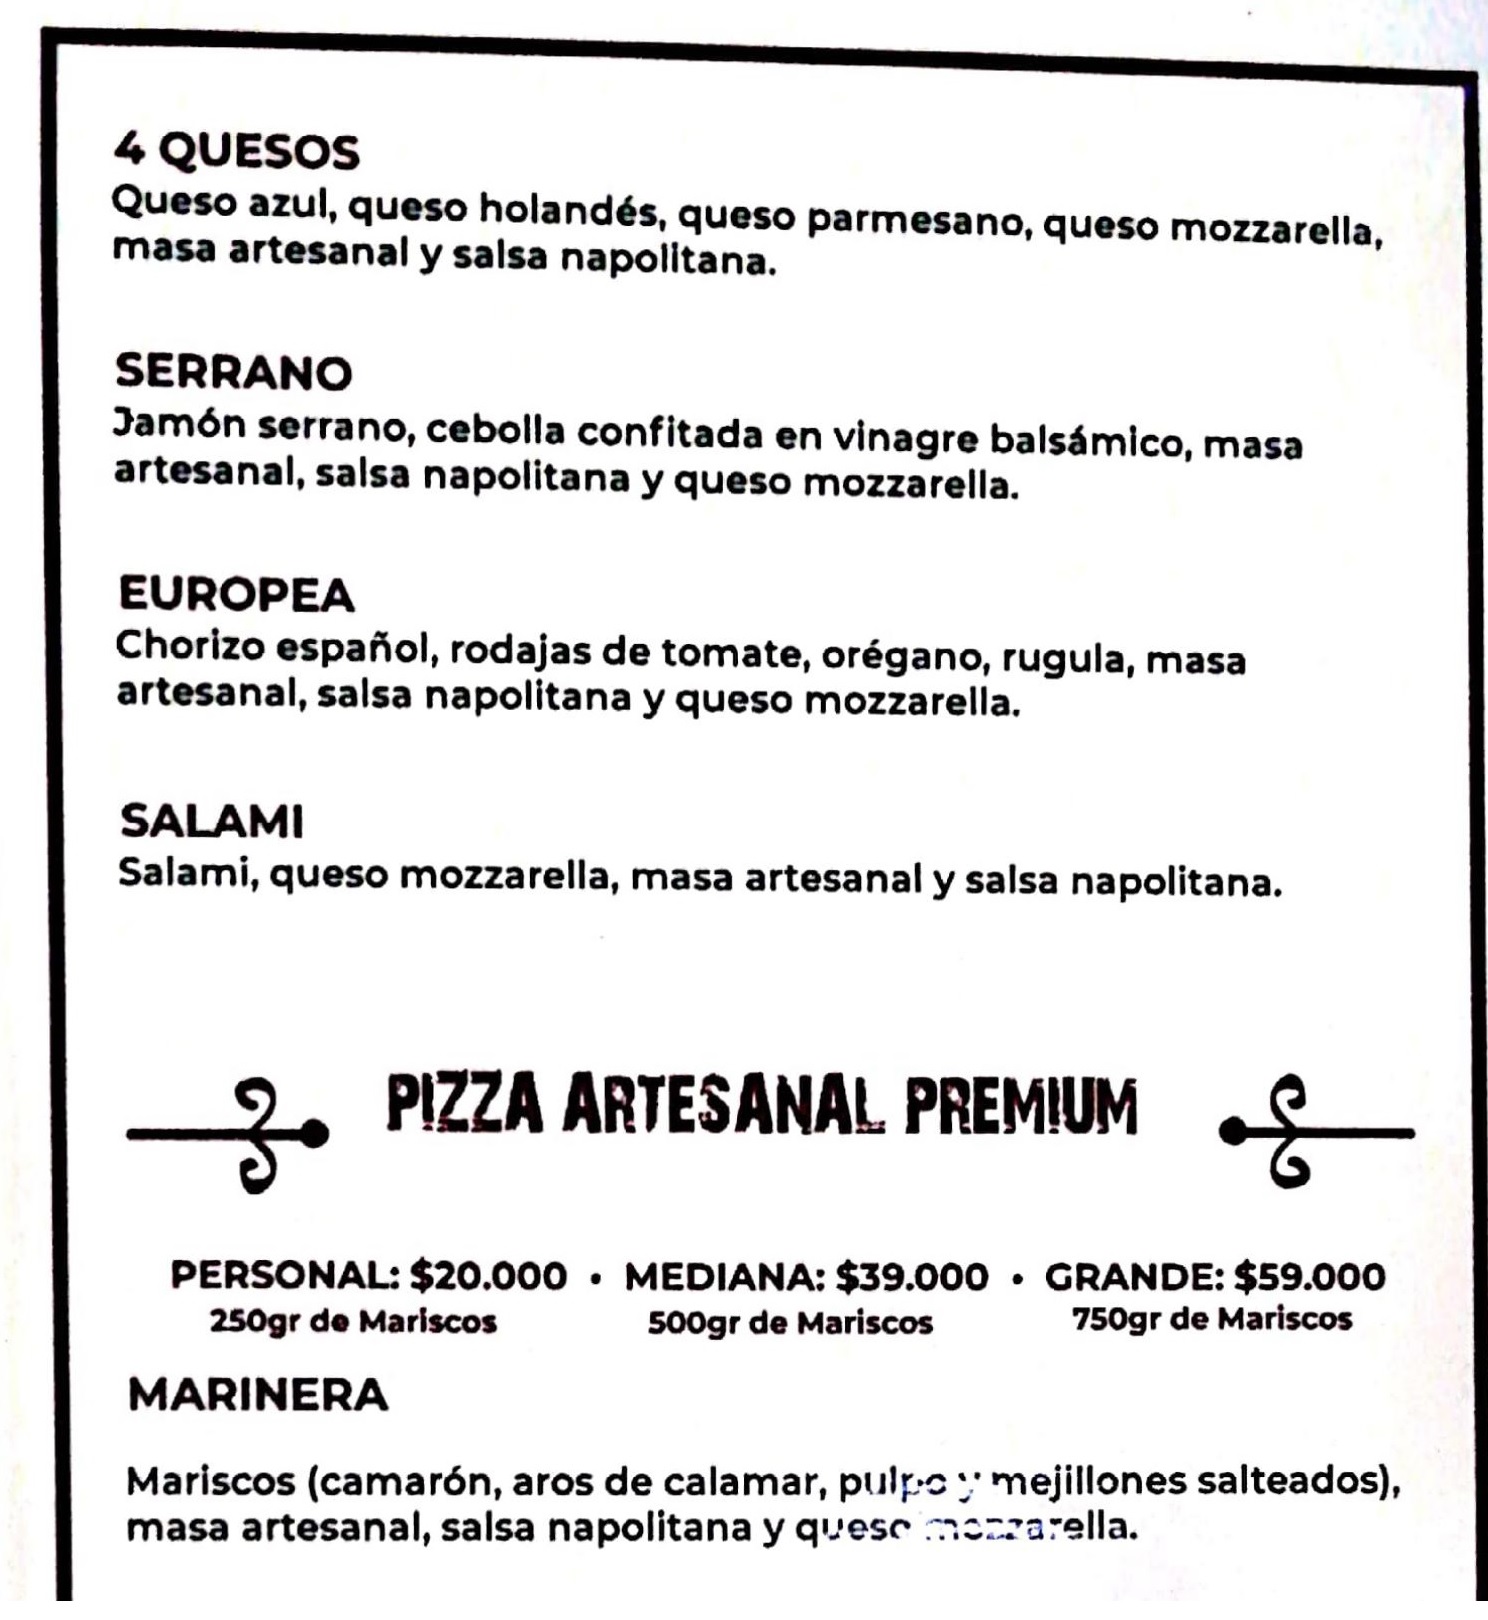 4 QUESOS
Queso azul, queso holandés, queso parmesano, queso mozzarella,
masa artesanal y salsa napolitana.
SERRANO
Jamón serrano, cebolla confitada en vinagre balsámico, masa
artesanal, salsa napolitana y queso mozzarella.
EUROPEA
Chorizo español, rodajas de tomate, orégano, rugula, masa
artesanal, salsa napolitana y queso mozzarella.
SALAMI
Salami, queso mozzarella, masa artesanal y salsa napolitana.
PIZZA ARTESANAL PREMIUM
PERSONAL: $20.000 • MEDIANA: $39.000 • GRANDE: $59.000
250gr de Mariscos 500gr de Mariscos 750gr de Mariscos
MARINERA
Mariscos (camarón, aros de calamar, pulpo y mejillones salteados),
masa artesanal, salsa napolitana y queso mozzarella.